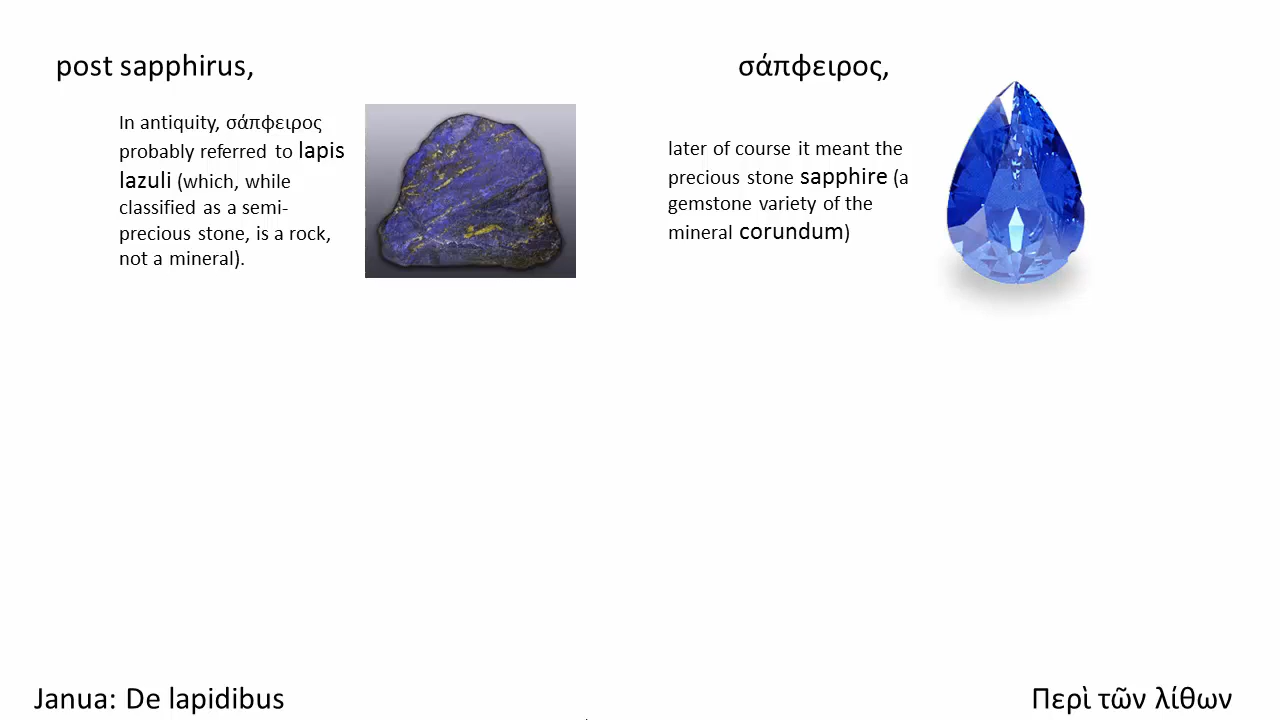 post sapphirus,
σάπφειρος,
In antiquity, σάπφειρος
probably referred to lapis
lazuli (which, while
classified as a semi-
precious stone, is a rock,
not a mineral).
later of course it meant the
precious stone sapphire (a
gemstone variety of the
mineral corundum)
Janua: De lapidibus
Περὶ τῶν λίθων